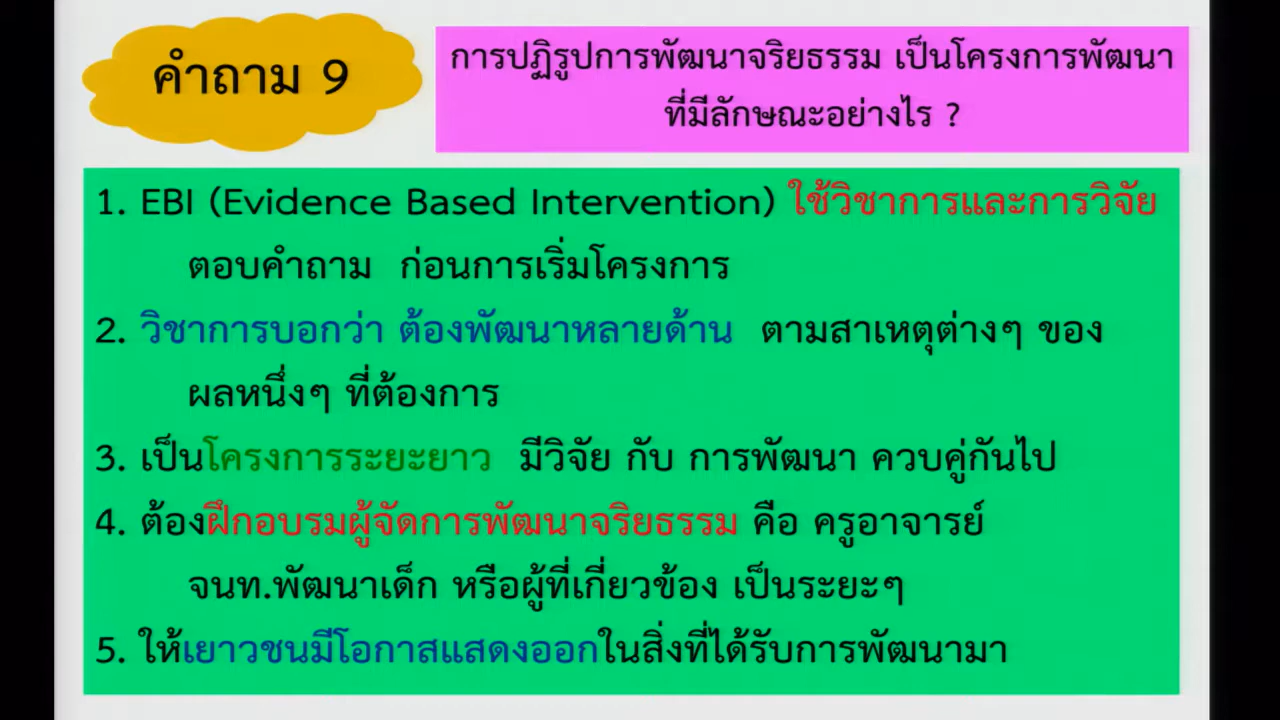 คำถาม 9
การปฏิรูปการพัฒนาจริยธรรม เป็นโครงการพัฒนา
ที่มีลักษณะอย่างไร ?
1. EBI (Evidence Based Intervention) ใช้วิชาการและการวิจัย
ตอบคำถาม ก่อนการเริ่มโครงการ
2. วิชาการบอกว่า ต้องพัฒนาหลายด้าน ตามสาเหตุต่างๆ ของ
ผลหนึ่งๆ ที่ต้องการ
3. เป็นโครงการระยะยาว มีวิจัย กับ การพัฒนา ควบคู่กันไป
4. ต้องฝึกอบรมผู้จัดการพัฒนาจริยธรรม คือ ครูอาจารย์
จนท.พัฒนาเด็ก หรือผู้ที่เกี่ยวข้อง เป็นระยะๆ
5. ให้เยาวชนมีโอกาสแสดงออกในสิ่งที่ได้รับการพัฒนามา